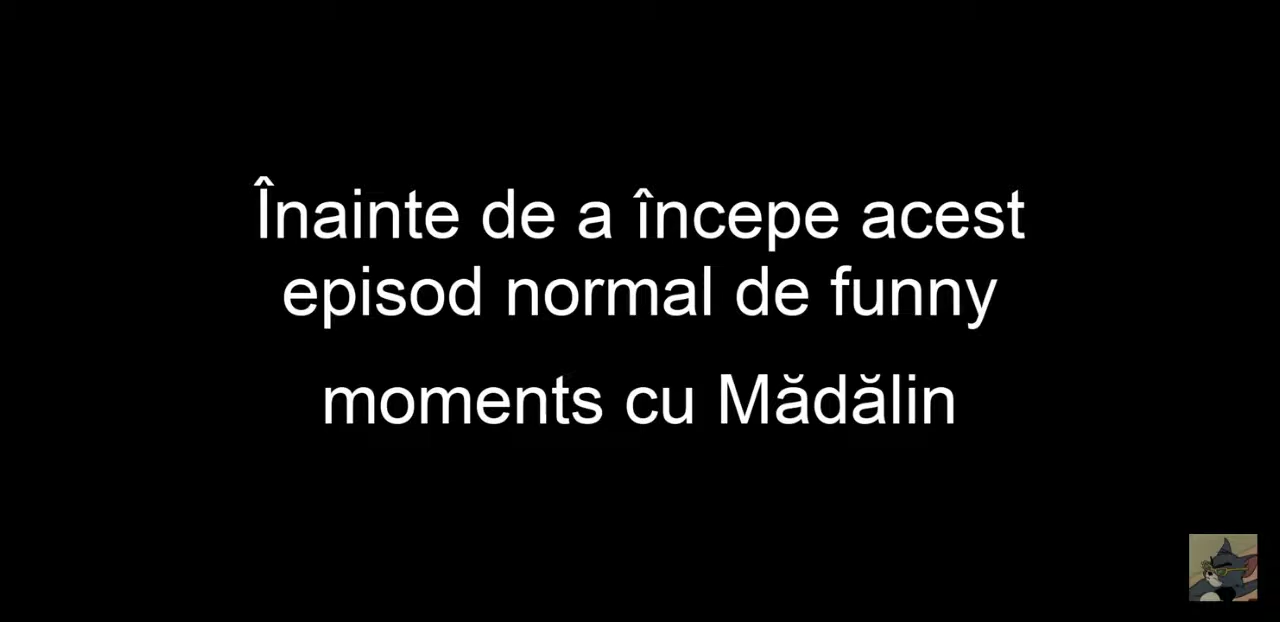 Înainte de a începe acest
episod normal de funny
moments cu Mădălin